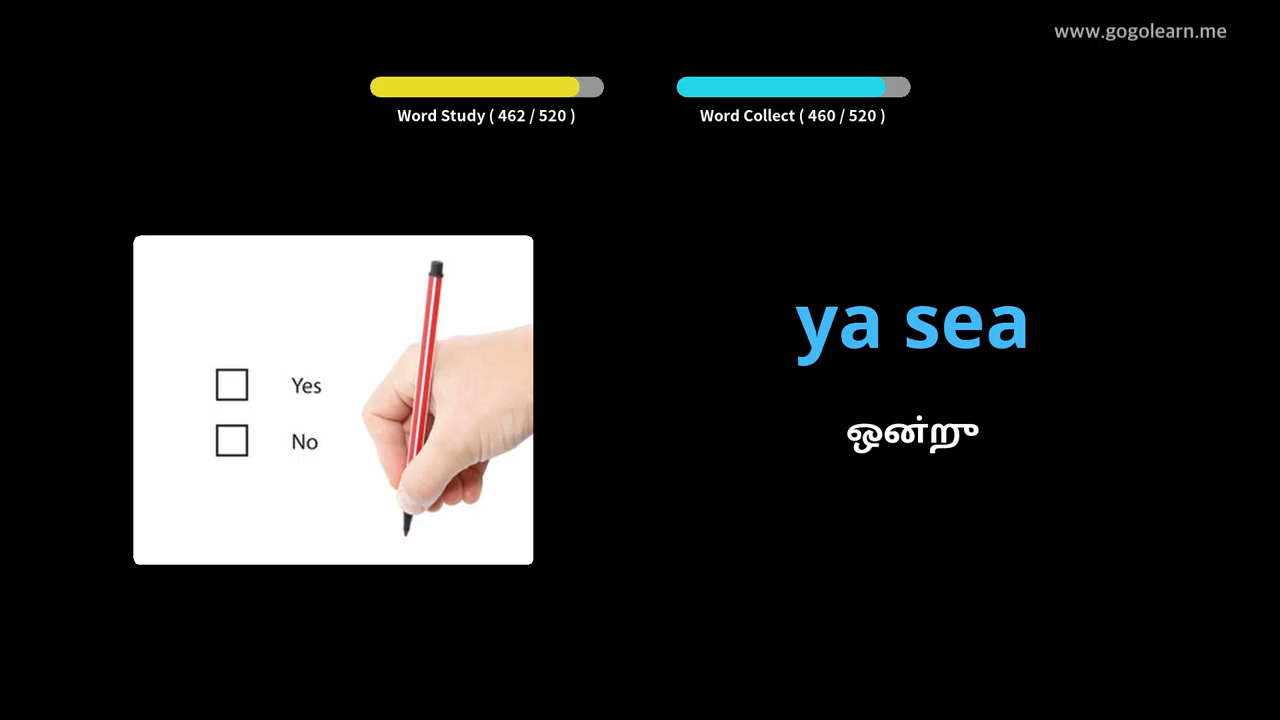 www.gogolearn.me
Word Study ( 462 / 520 )
Word Collect ( 460 / 520 )
Yes
No
ya sea
ஒன்று